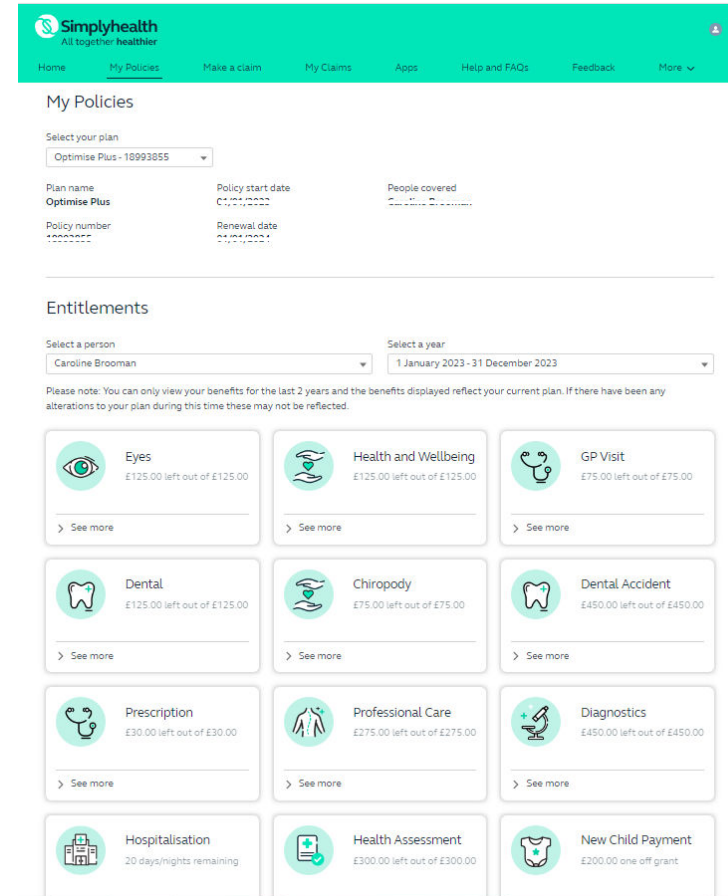 Simplyhealth
All together healthier
Home My Policies Make a claim My Claims Apps Help and FAQs Feedback More
My Policies
Select your plan
Optimise Plus - 18993855
Plan name Policy start date People covered
Optimise Plus
Policy number Renewal date
Entitlements
Select a person Select a year
Caroline Brooman 1 January 2023 - 31 December 2023
Please note: You can only view your benefits for the last 2 years and the benefits displayed reflect your current plan. If there have been any
alterations to your plan during this time these may not be reflected.
Eyes Health and Wellbeing GP Visit
£125.00 left out of £125.00 £125.00 left out of £125.00 £75.00 left out of £75.00
See more See more See more
Dental Chiropody Dental Accident
£125.00 left out of £125.00 £75.00 left out of £75.00 £450.00 left out of £450.00
See more See more See more
Prescription Professional Care Diagnostics
£30.00 left out of £30.00 £275.00 left out of £275.00 £450.00 left out of £450.00
See more See more See more
Hospitalisation Health Assessment New Child Payment
20 days/nights remaining £300.00 left out of £300.00 £200.00 one off grant